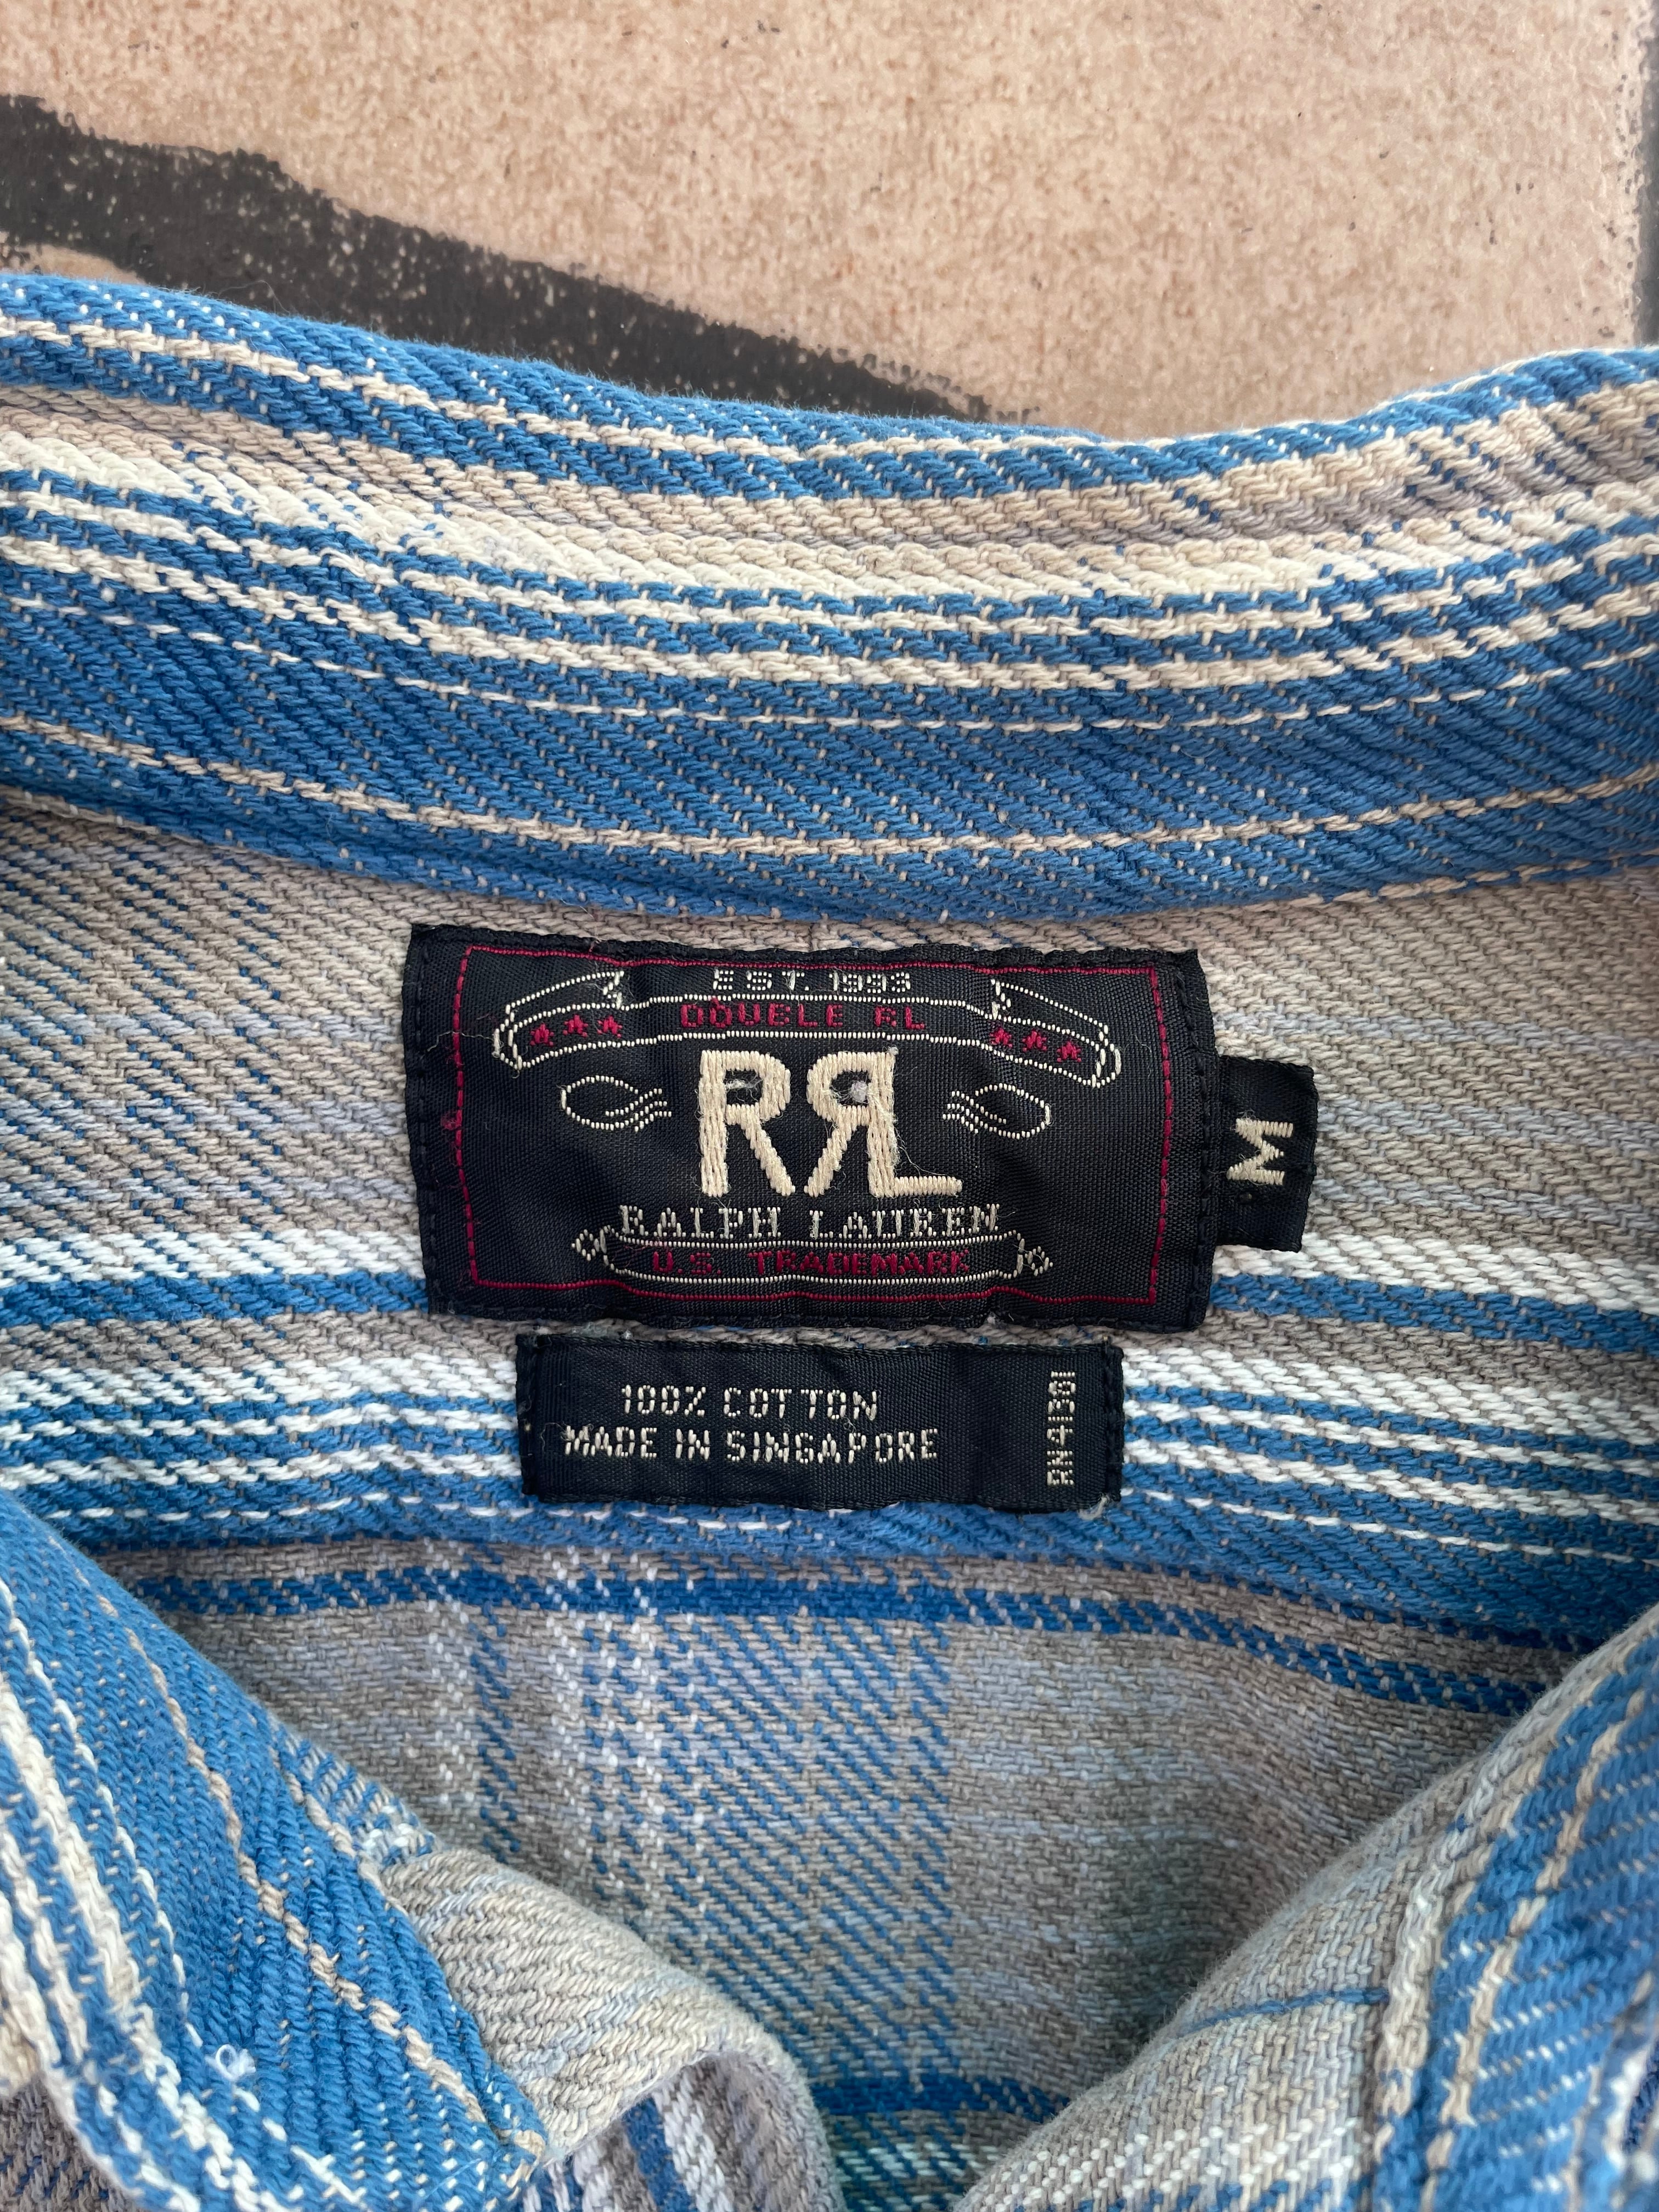 EST. 1993
DOUBLE RL
RRL
RALPH LAUREN
U.S. TRADEMARK
M
100% COTTON
MADE IN SINGAPORE
RN41381